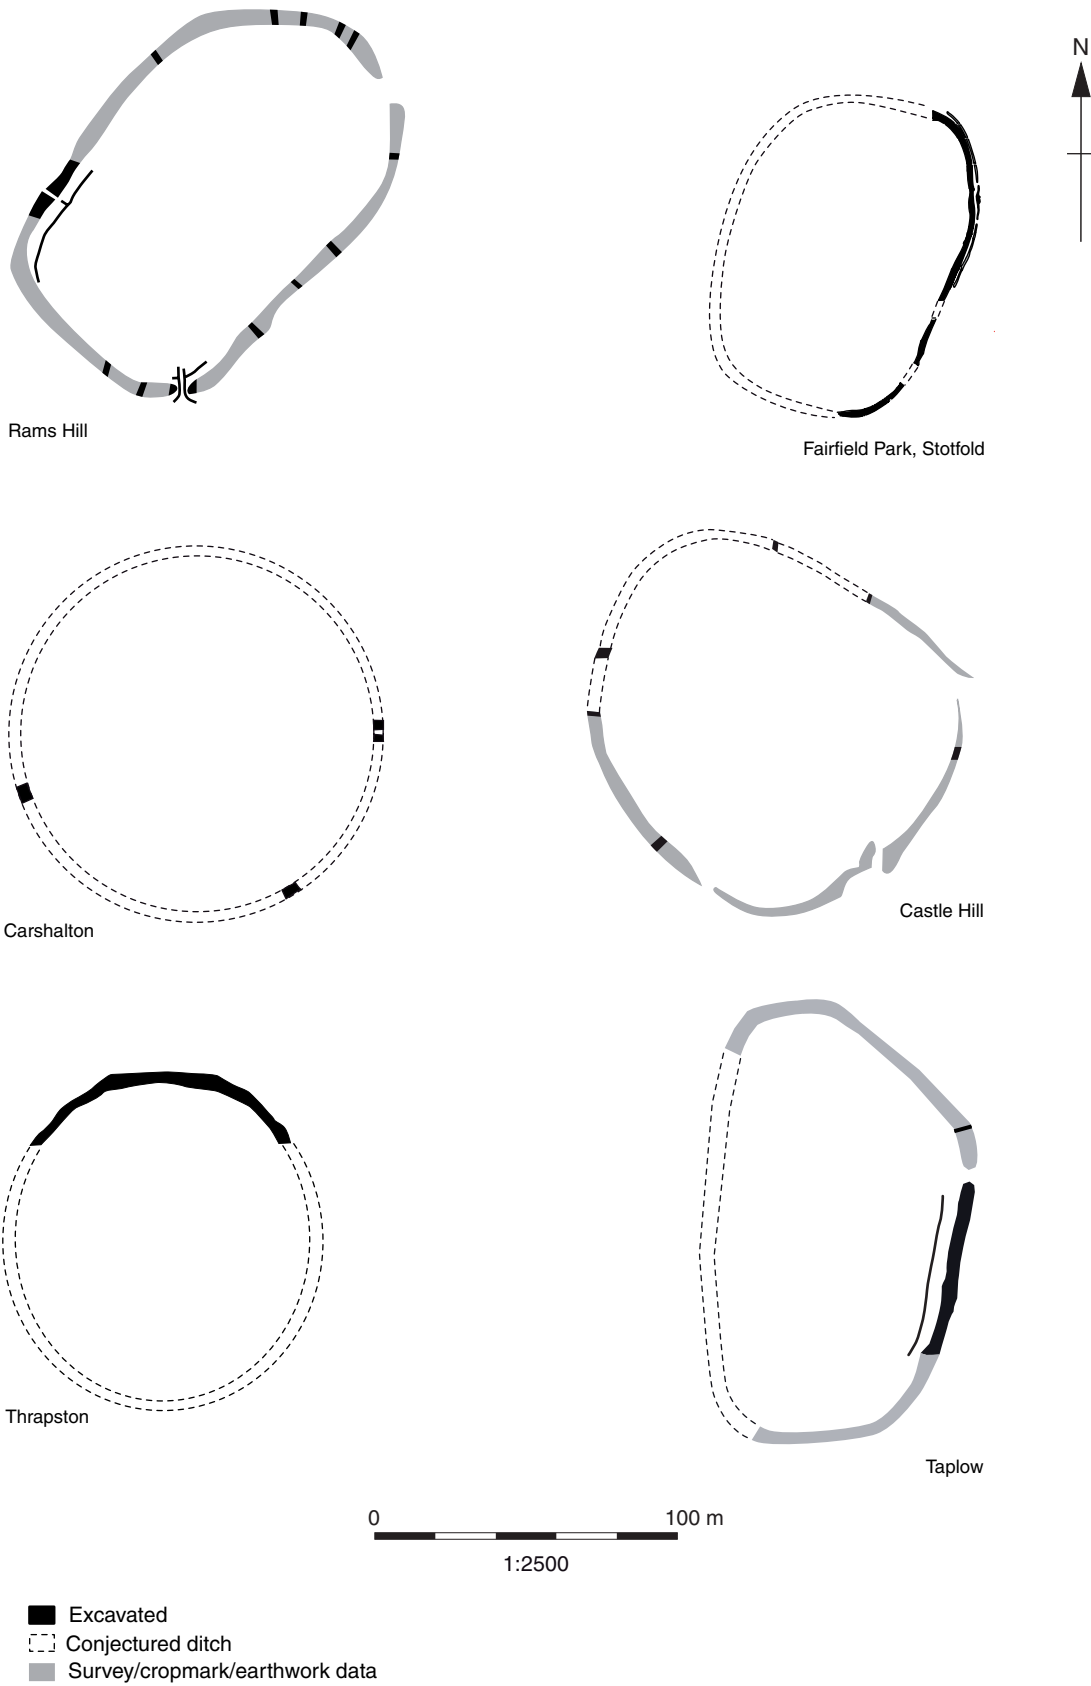 N
Rams Hill
Fairfield Park, Stotfold
Carshalton
Castle Hill
Thrapston
Taplow
0 100 m
1:2500
Excavated
Conjectured ditch
Survey/cropmark/earthwork data